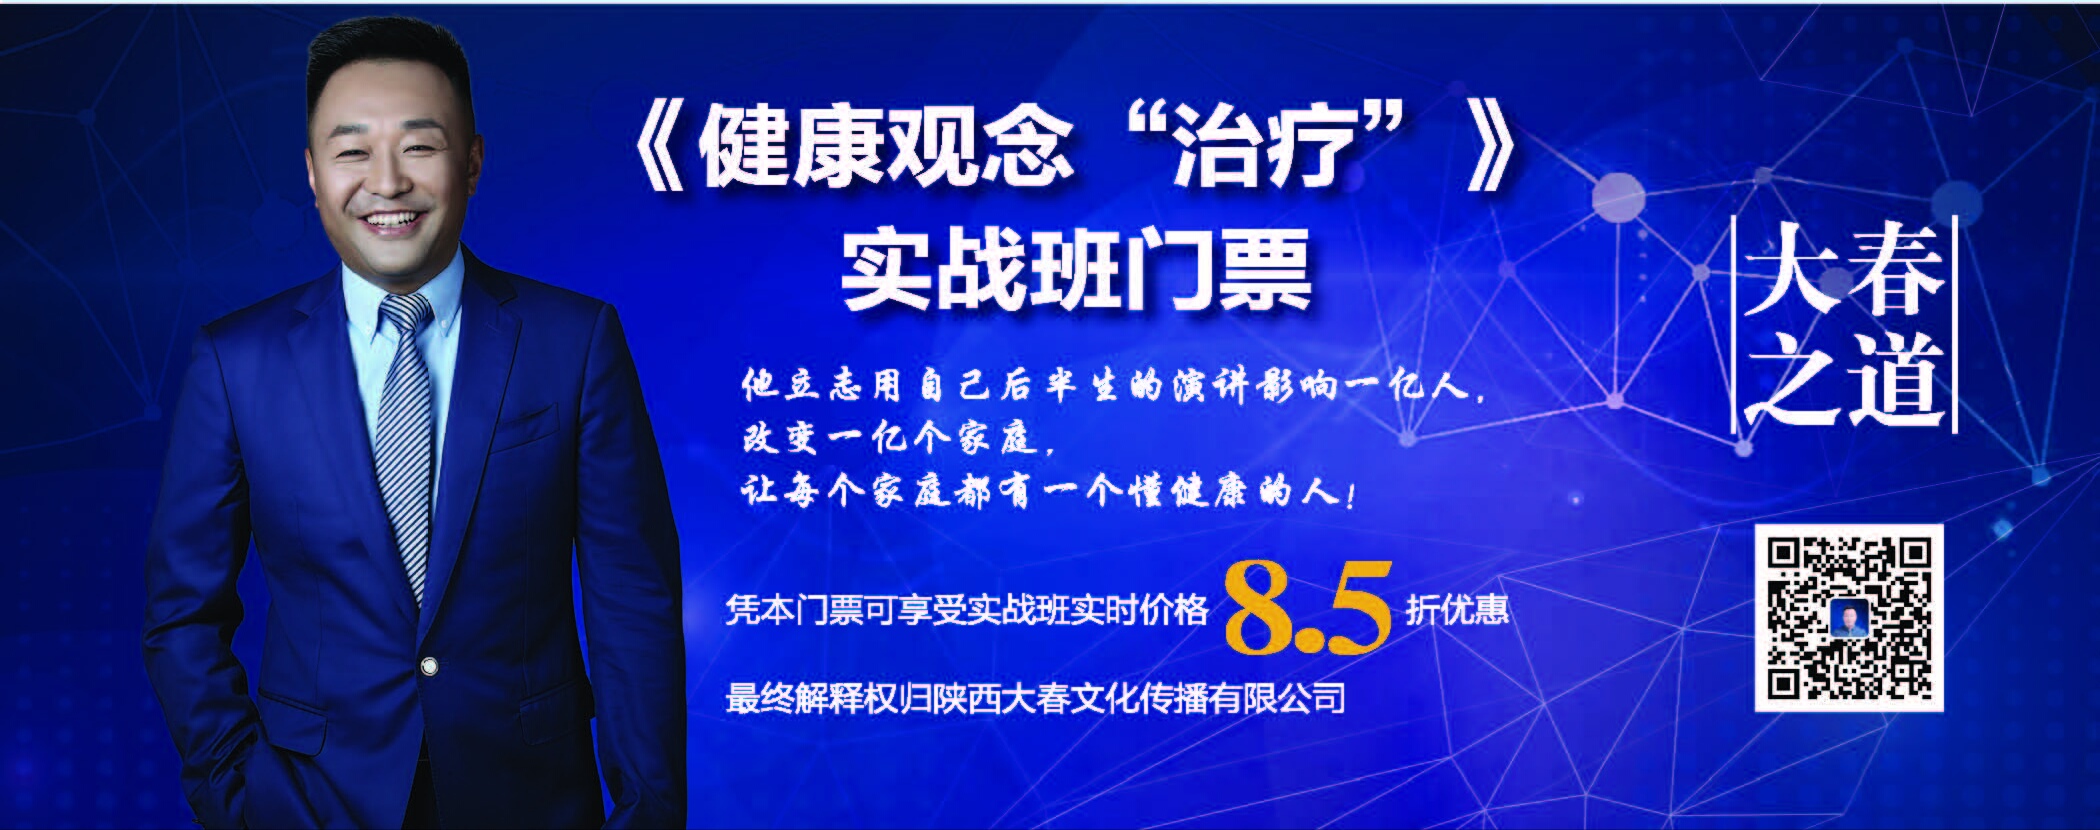 《健康观念“治疗”》
实战班门票
他立志用自己后半生的演讲影响一亿人,
改变一亿个家庭,
让每个家庭都有一个懂健康的人!
凭本门票可享受实战班实时价格8.5折优惠
最终解释权归陕西大春文化传播有限公司
大春
之道